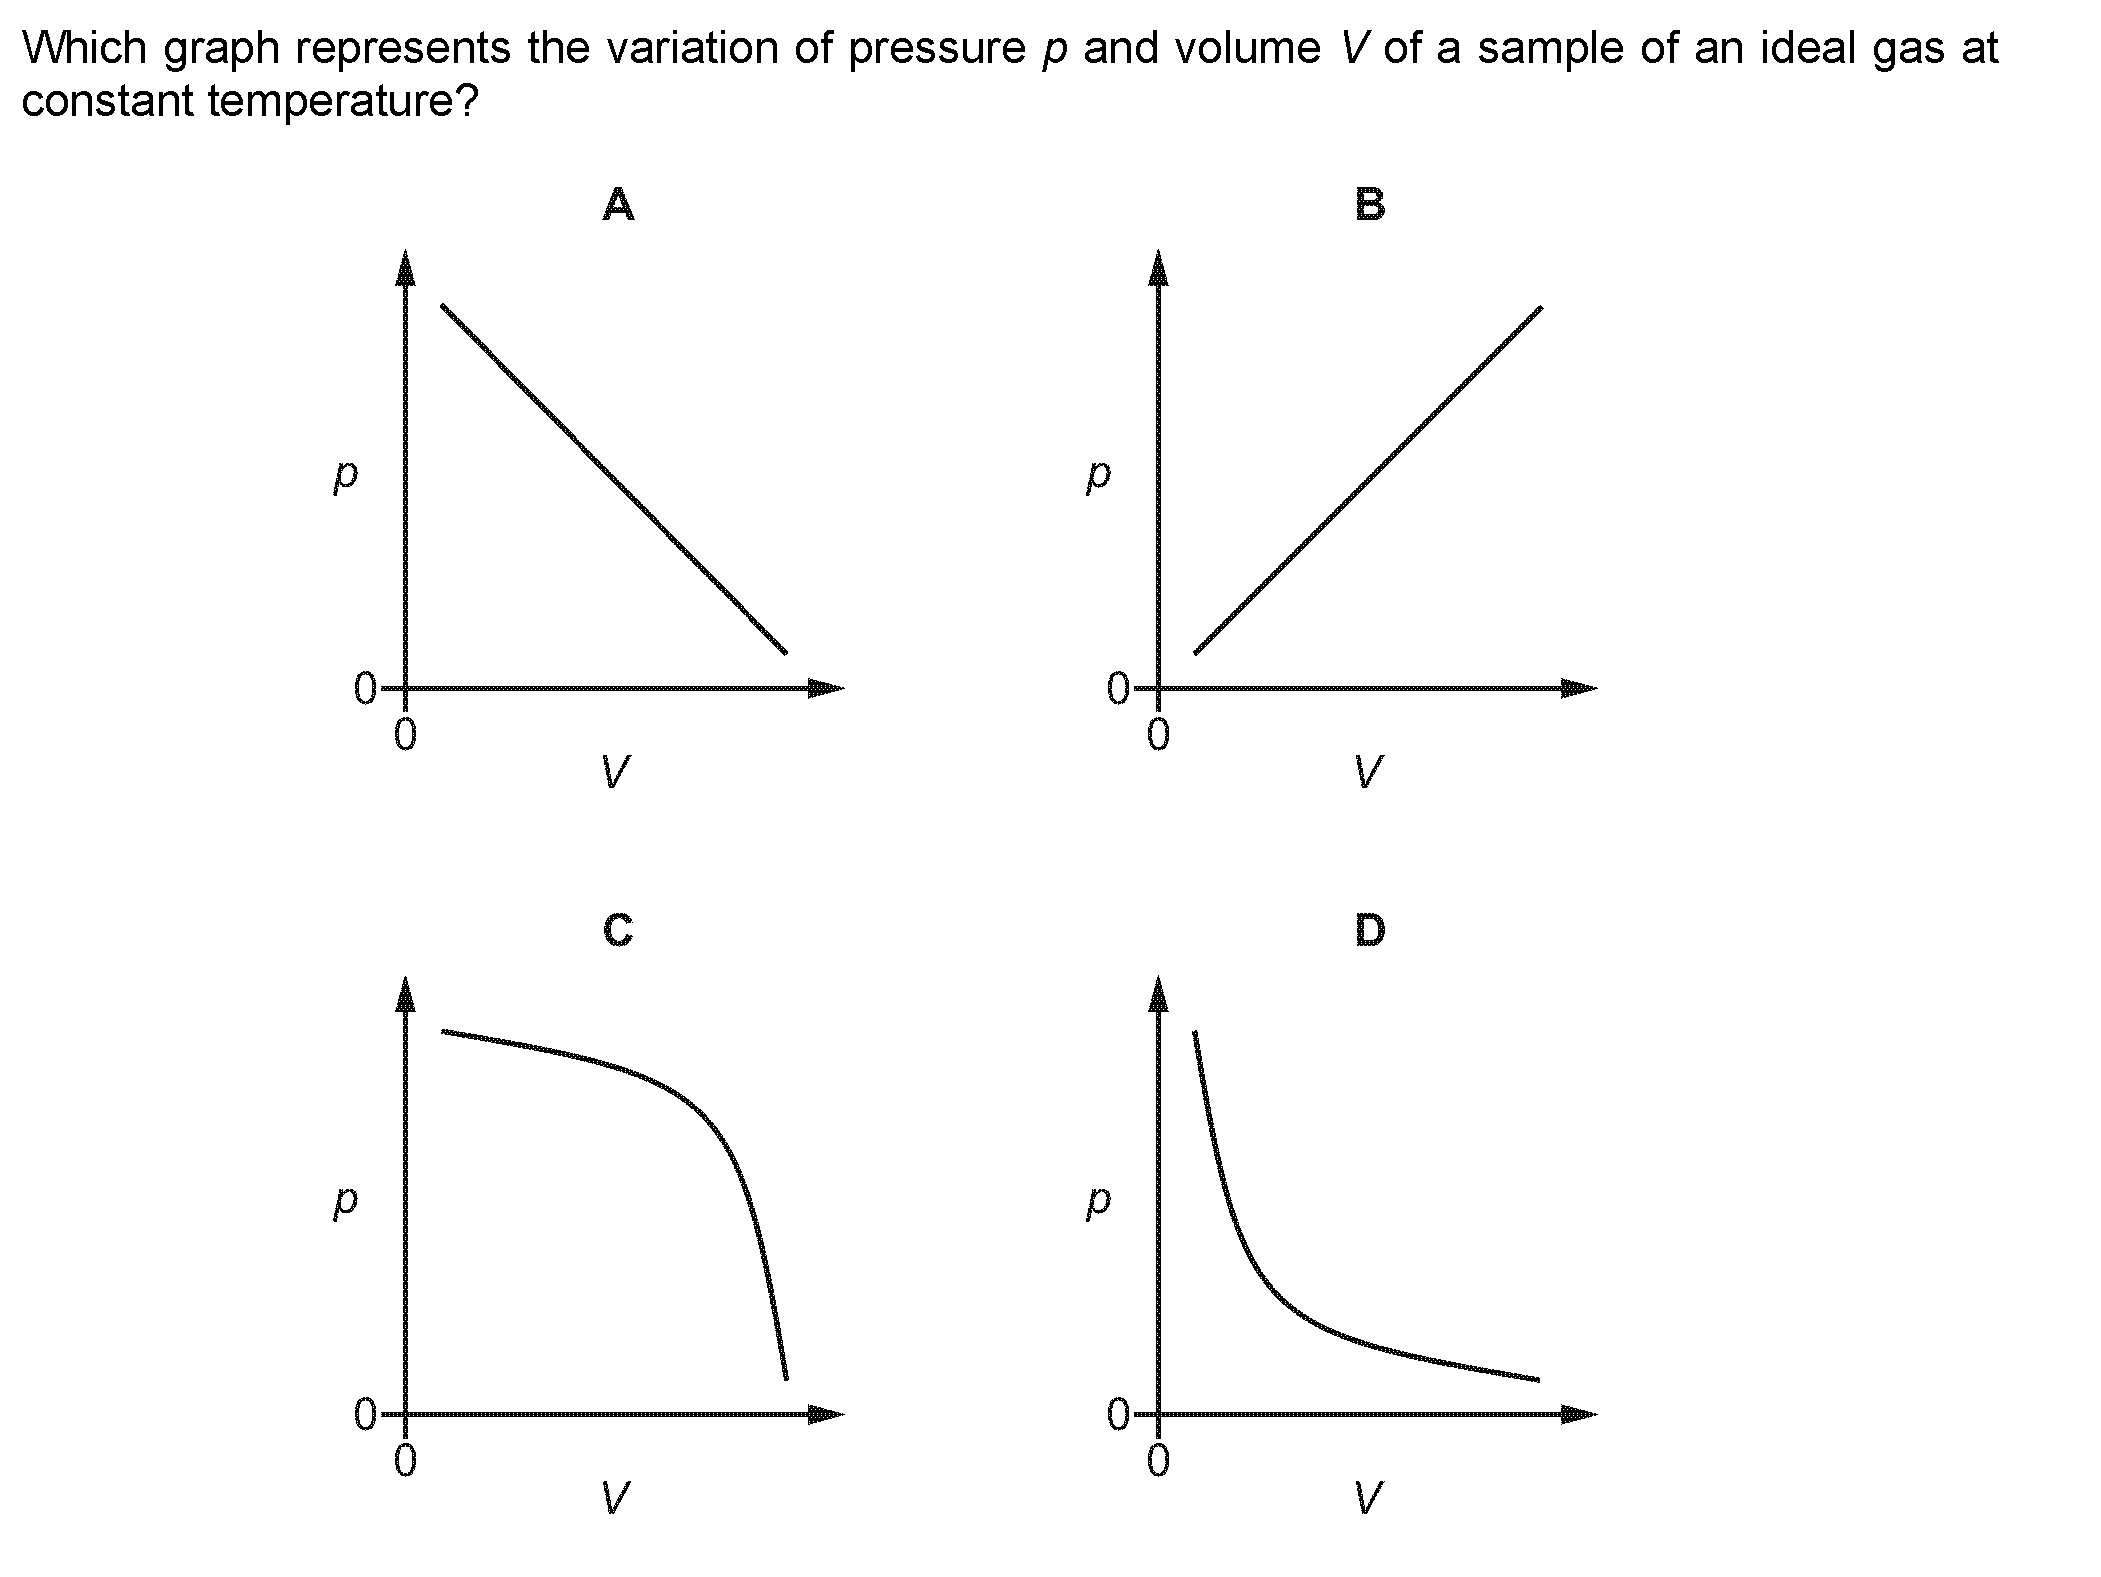 Which graph represents the variation of pressure p and volume V of a sample of an ideal gas at
constant temperature?
A
B
p
0
0
V
p
0
0
V
C
D
p
0
0
V
p
0
0
V